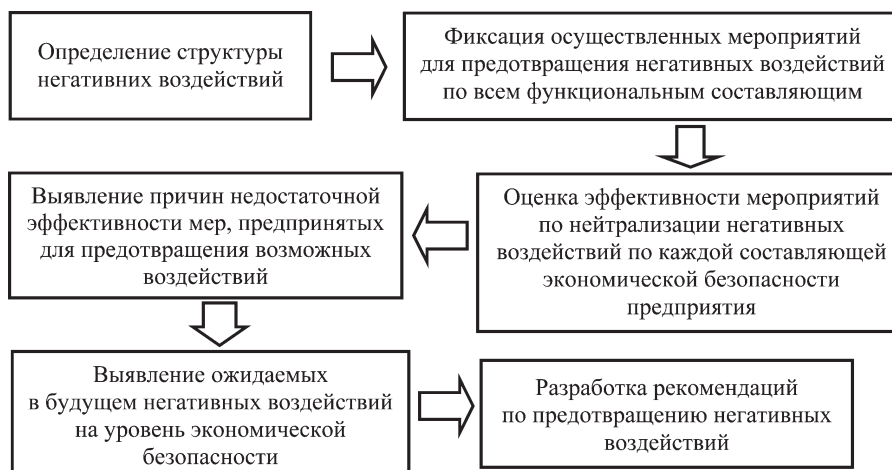 Определение структуры
негативних воздействий
Фиксация осуществленных мероприятий
для предотвращения негативных воздействий
по всем функциональным составляющим
Оценка эффективности мероприятий
по нейтрализации негативных
воздействий по каждой составляющей
экономической безопасности
предприятия
Выявление причин недостаточной
эффективности мер, предпринятых
для предотвращения возможных
воздействий
Выявление ожидаемых
в будущем негативных воздействий
на уровень экономической
безопасности
Разработка рекомендаций
по предотвращению негативных
воздействий